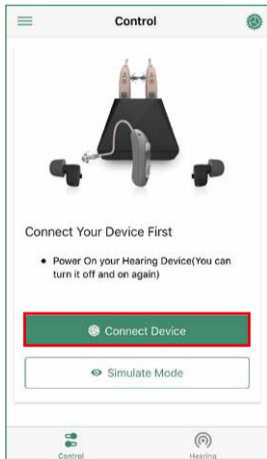 Control
Connect Your Device First
• Power On your Hearing Device(You can
turn it off and on again)
Connect Device
Simulate Mode
Control
Hearing